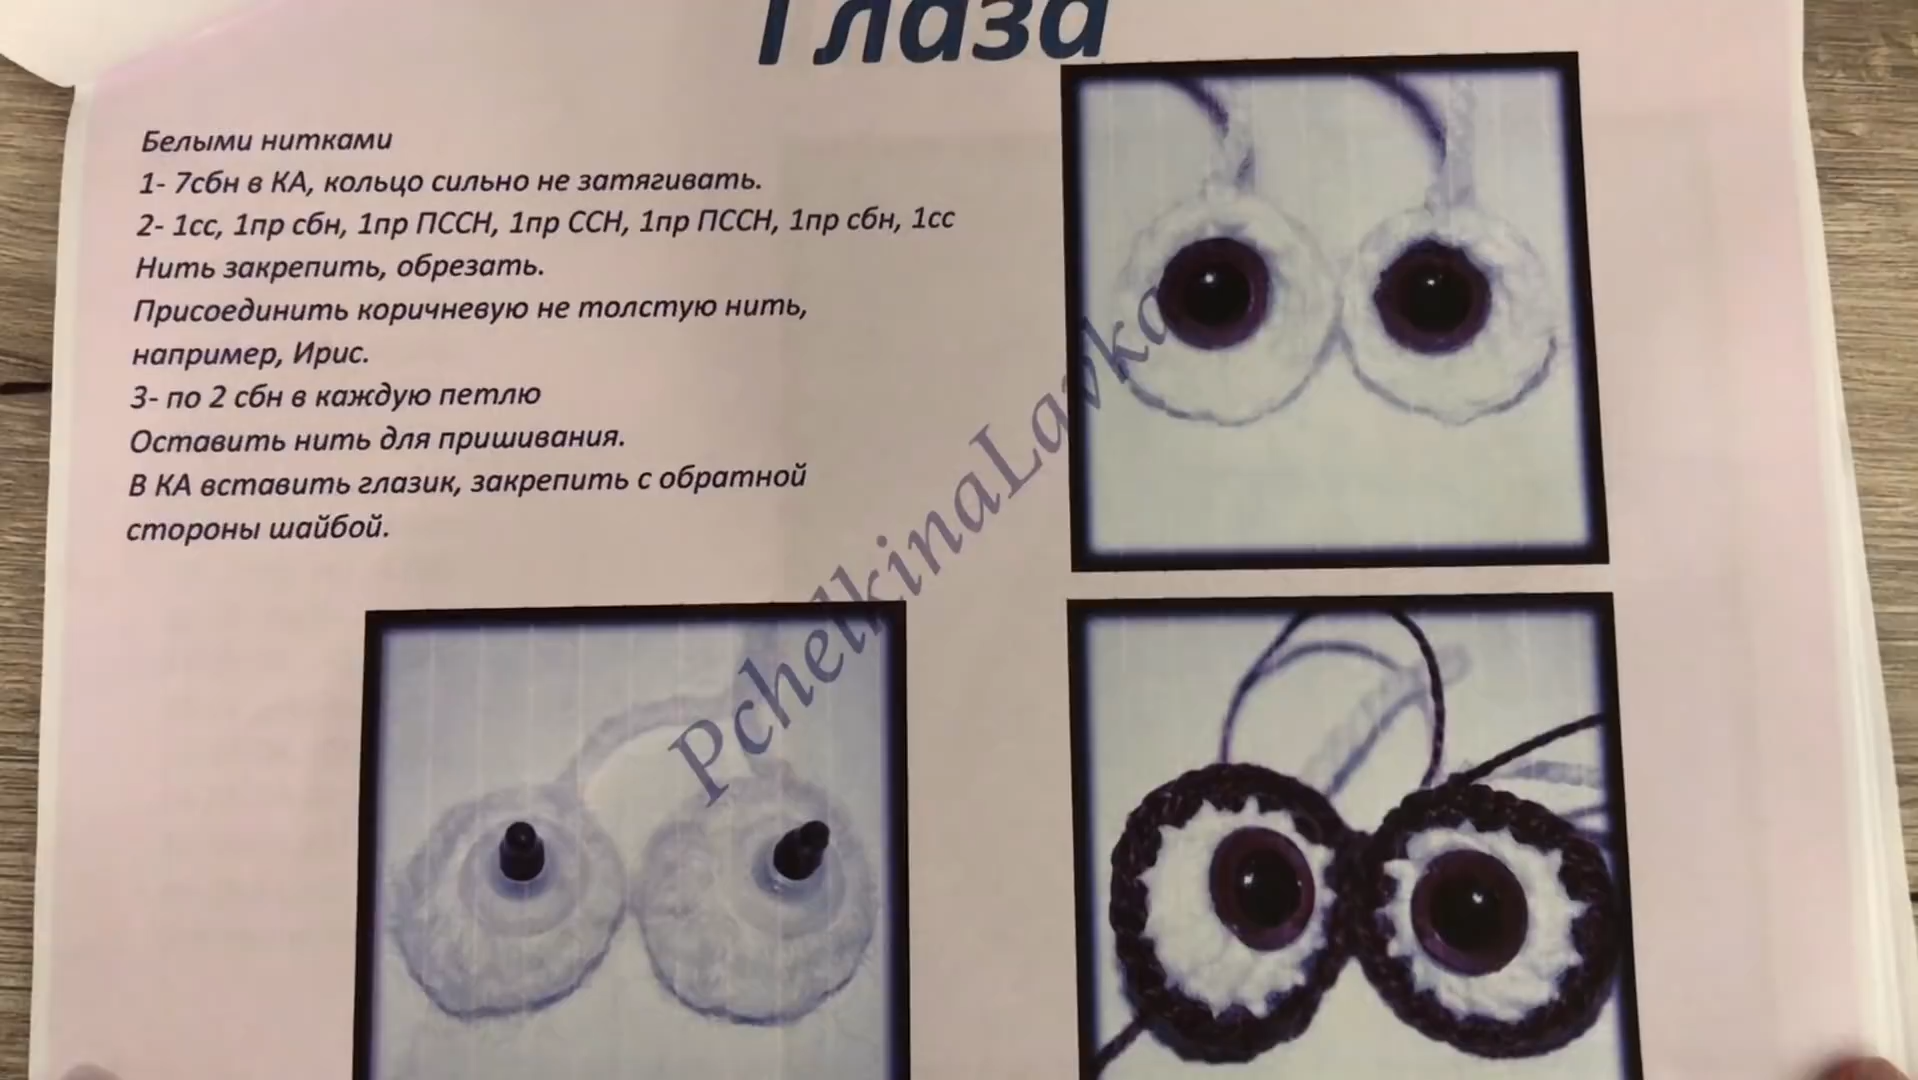 Глаза
Белыми нитками
1- 7сбн в КА, кольцо сильно не затягивать.
2- 1сс, 1пр сбн, 1пр ПССН, 1пр ССН, 1пр ПССН, 1пр сбн, 1сс
Нить закрепить, обрезать.
Присоединить коричневую не толстую нить,
например, Ирис.
3- по 2 сбн в каждую петлю
Оставить нить для пришивания.
В КА вставить глазик, закрепить с обратной
стороны шайбой.
PchelkinaLavka